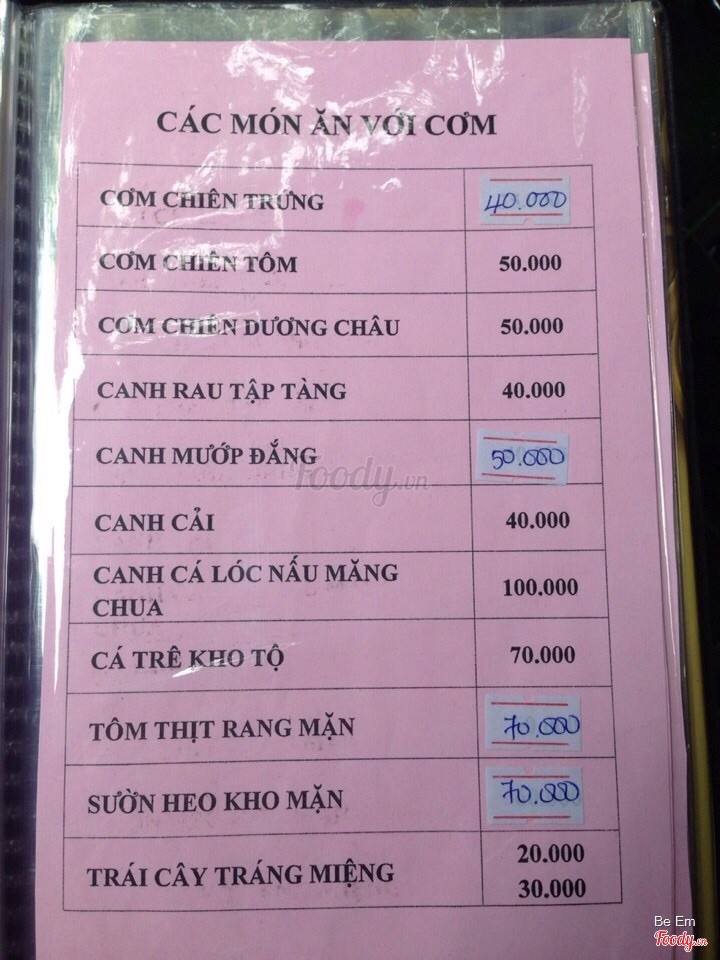 CÁC MÓN ĂN VỚI CƠM
CƠM CHIÊN TRỨNG 40.000
CƠM CHIÊN TÔM 50.000
CƠM CHIÊN DƯƠNG CHÂU 50.000
CANH RAU TẬP TÀNG 40.000
CANH MƯỚP ĐẮNG 50.000
Foody.vn
CANH CẢI 40.000
CANH CÁ LÓC NẤU MĂNG
CHUA 100.000
CÁ TRÊ KHO TỘ 70.000
TÔM THỊT RANG MẶN 70.000
SƯỜN HEO KHO MẶN 70.000
TRÁI CÂY TRÁNG MIỆNG 20.000
30.000
Be Em
Foody.vn